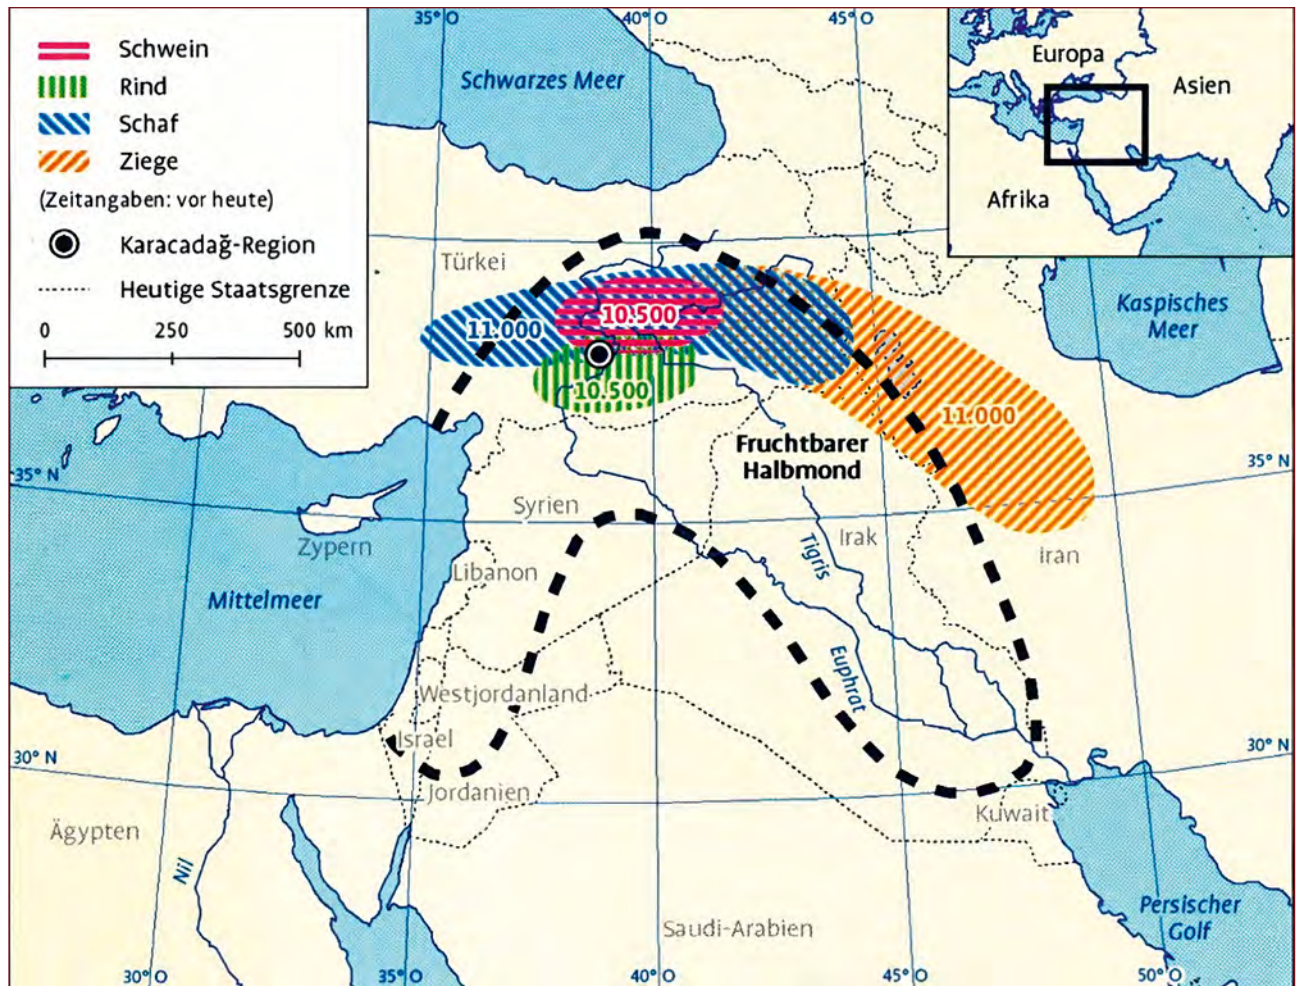 35° O
40° O
45° O
Schwein
Rind
Schaf
Ziege
(Zeitangaben: vor heute)
Karacadağ-Region
Heutige Staatsgrenze
0 250 500 km
Schwarzes Meer
Europa
Asien
Afrika
Türkei
Kaspisches
Meer
11.000
10.500
10.500
11.000
Fruchtbarer
Halbmond
35° N
35° N
Syrien
Zypern
Irak
Iran
Tigris
Libanon
Mittelmeer
Euphrat
Westjordanland
Israel
30° N
30° N
Jordanien
Kuwait
Ägypten
Nil
Persischer
Golf
Saudi-Arabien
30° O
35° O
40° O
45° O
50° O